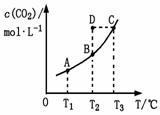 c(CO₂)/
mol·L⁻¹
D C
B
A
0 T₁ T₂ T₃ T/℃